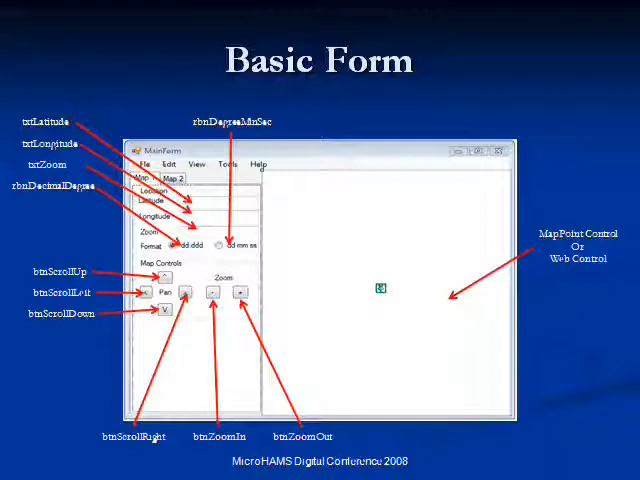 Basic Form
txtLatitude
rbnDegreeMinSec
txtLongitude
txtZoom
rbnDecimalDegree
MainForm
File Edit View Tools Help
Map 1 Map 2
Location
Latitude
Longitude
Zoom
Format dd.ddd dd mm ss
Map Controls
MapPoint Control
Or
Web Control
btnScrollUp
^
Zoom
btnScrollLeft
< Pan > - +
btnScrollDown
V
btnScrollRight
btnZoomIn
btnZoomOut
MicroHAMS Digital Conference 2008